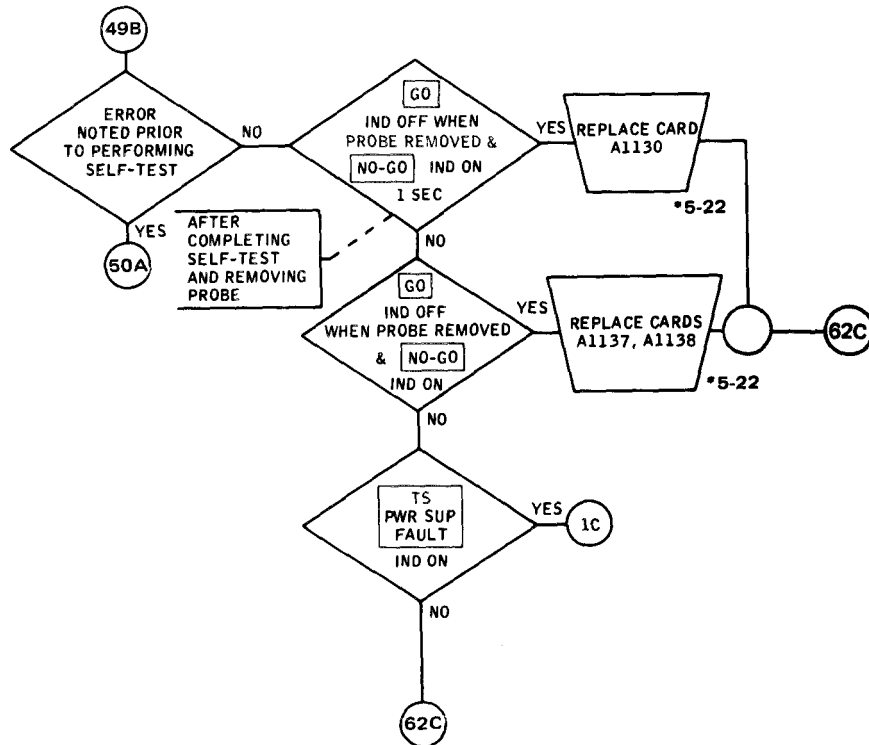 49B
ERROR
NOTED PRIOR
TO PERFORMING
SELF-TEST
NO
YES
50A
GO
IND OFF WHEN
PROBE REMOVED &
NO-GO IND ON
1 SEC
YES
REPLACE CARD
A1130
*5-22
AFTER
COMPLETING
SELF-TEST
AND REMOVING
PROBE
NO
GO
IND OFF
WHEN PROBE REMOVED
& NO-GO
IND ON
YES
REPLACE CARDS
A1137, A1138
*5-22
62C
NO
TS
PWR SUP
FAULT
IND ON
YES
1C
NO
62C